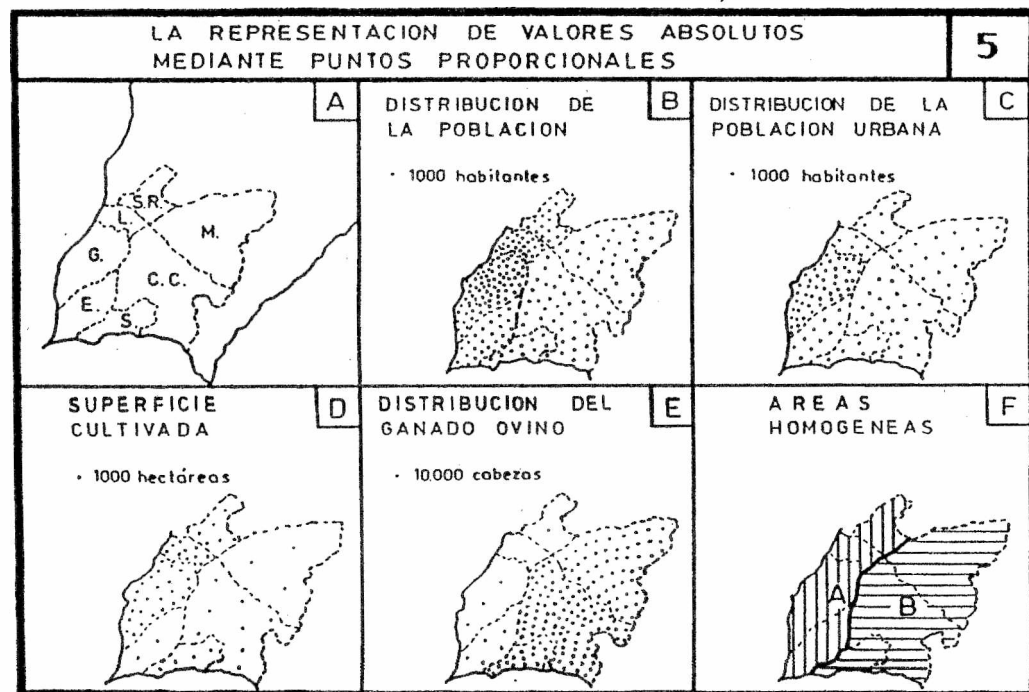 LA REPRESENTACION DE VALORES ABSOLUTOS
MEDIANTE PUNTOS PROPORCIONALES
5
A
S.R.
L.
M.
G.
C.C.
E.
S.
DISTRIBUCION DE
LA POBLACION
B
· 1000 habitantes
DISTRIBUCION DE LA
POBLACION URBANA
C
· 1000 habitantes
SUPERFICIE
CULTIVADA
D
· 1000 hectáreas
DISTRIBUCION DEL
GANADO OVINO
E
· 10.000 cabezas
AREAS
HOMOGENEAS
F
A
B